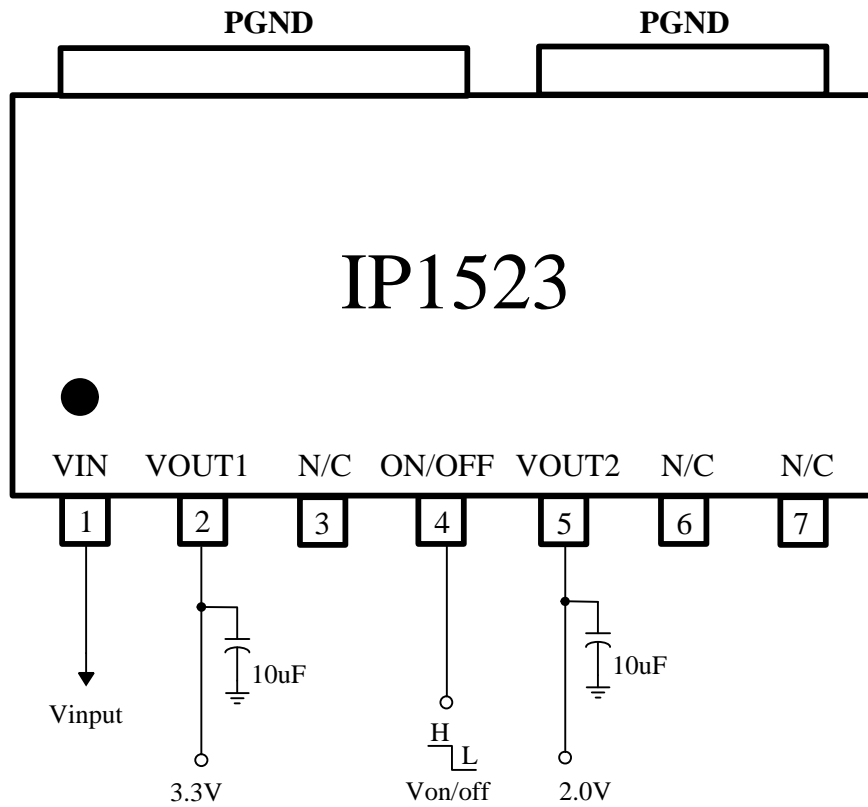 PGND PGND
IP1523
VIN VOUT1 N/C ON/OFF VOUT2 N/C N/C
1 2 3 4 5 6 7
10uF 10uF
Vinput
H
L
3.3V Von/off 2.0V